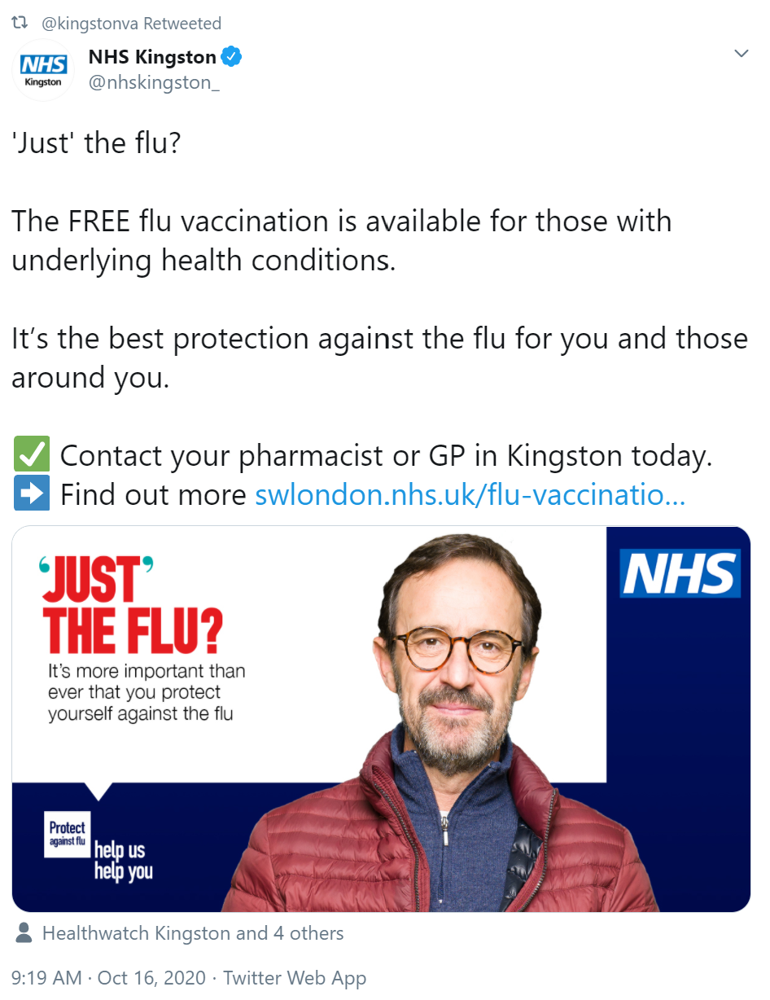 @kingstonva Retweeted
NHS Kingston
@nhskingston_
NHS
Kingston
'Just' the flu?
The FREE flu vaccination is available for those with
underlying health conditions.
It’s the best protection against the flu for you and those
around you.
✅ Contact your pharmacist or GP in Kingston today.
➡ Find out more swlondon.nhs.uk/flu-vaccinatio...
‘JUST’
THE FLU?
It’s more important than
ever that you protect
yourself against the flu
NHS
Protect
against flu
help us
help you
Healthwatch Kingston and 4 others
9:19 AM · Oct 16, 2020 · Twitter Web App